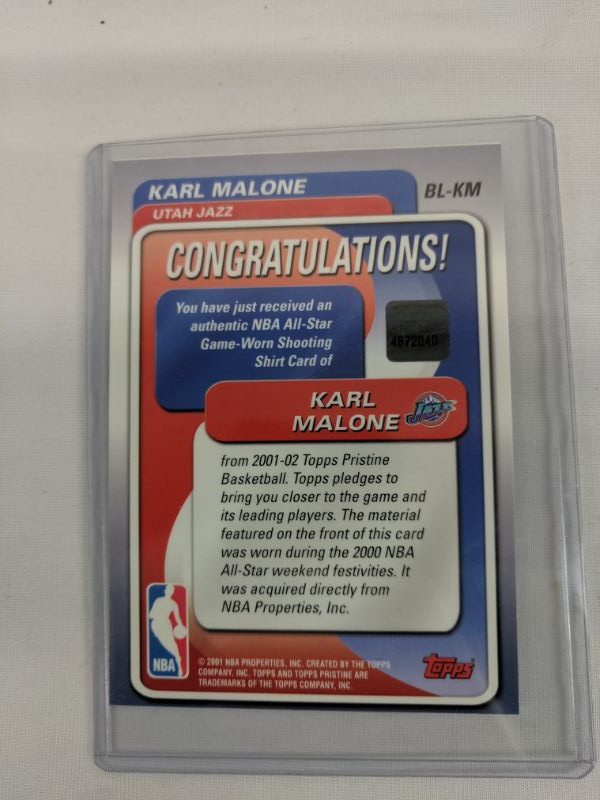 KARL MALONE
BL-KM
UTAH JAZZ
CONGRATULATIONS!
You have just received an
authentic NBA All-Star
Game-Worn Shooting
Shirt Card of
4872040
KARL
MALONE
JAZZ
from 2001-02 Topps Pristine
Basketball. Topps pledges to
bring you closer to the game and
its leading players. The material
featured on the front of this card
was worn during the 2000 NBA
All-Star weekend festivities. It
was acquired directly from
NBA Properties, Inc.
NBA
© 2001 NBA PROPERTIES, INC. CREATED BY THE TOPPS
COMPANY, INC. TOPPS AND TOPPS PRISTINE ARE
TRADEMARKS OF THE TOPPS COMPANY, INC.
topps